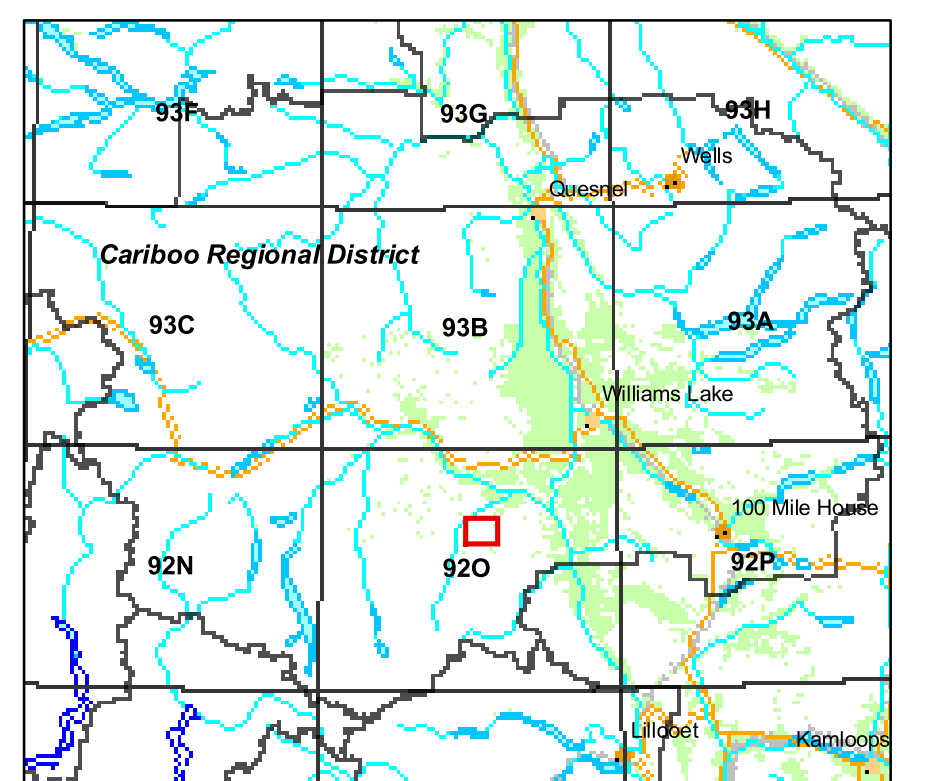 93F
93G
93H
Wells
Quesnel
Cariboo Regional District
93C
93B
93A
Williams Lake
100 Mile House
92N
92O
92P
Lillooet
Kamloops